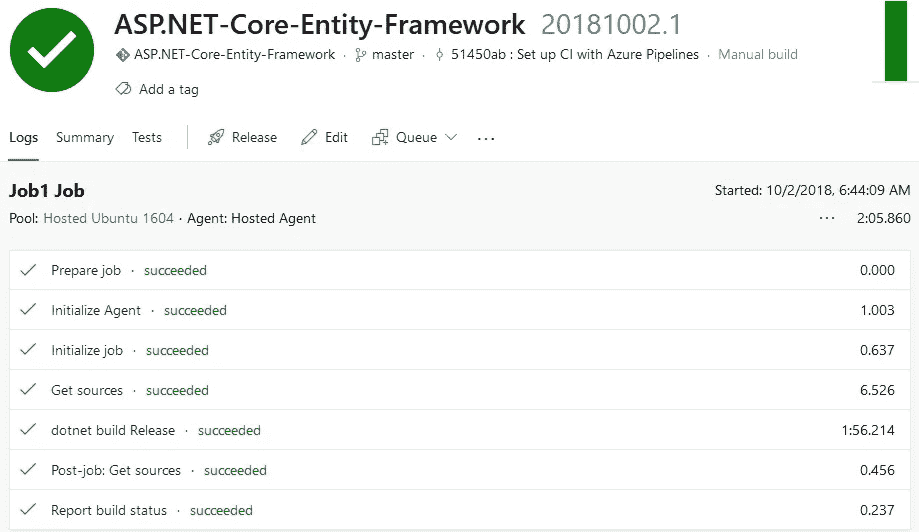 ASP.NET-Core-Entity-Framework 20181002.1
ASP.NET-Core-Entity-Framework · master · 51450ab : Set up CI with Azure Pipelines · Manual build
Add a tag
Logs Summary Tests Release Edit Queue ...
Job1 Job Started: 10/2/2018, 6:44:09 AM
Pool: Hosted Ubuntu 1604 · Agent: Hosted Agent ... 2:05.860
Prepare job · succeeded 0.000
Initialize Agent · succeeded 1.003
Initialize job · succeeded 0.637
Get sources · succeeded 6.526
dotnet build Release · succeeded 1:56.214
Post-job: Get sources · succeeded 0.456
Report build status · succeeded 0.237